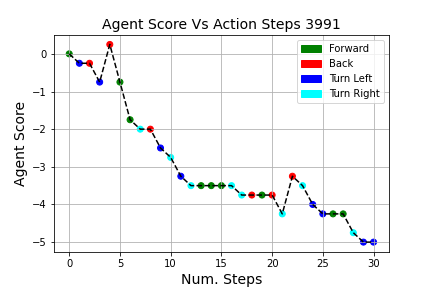 Agent Score Vs Action Steps 3991
Forward
Back
Turn Left
Turn Right
0
−1
−2
−3
−4
−5
Agent Score
0 5 10 15 20 25 30
Num. Steps